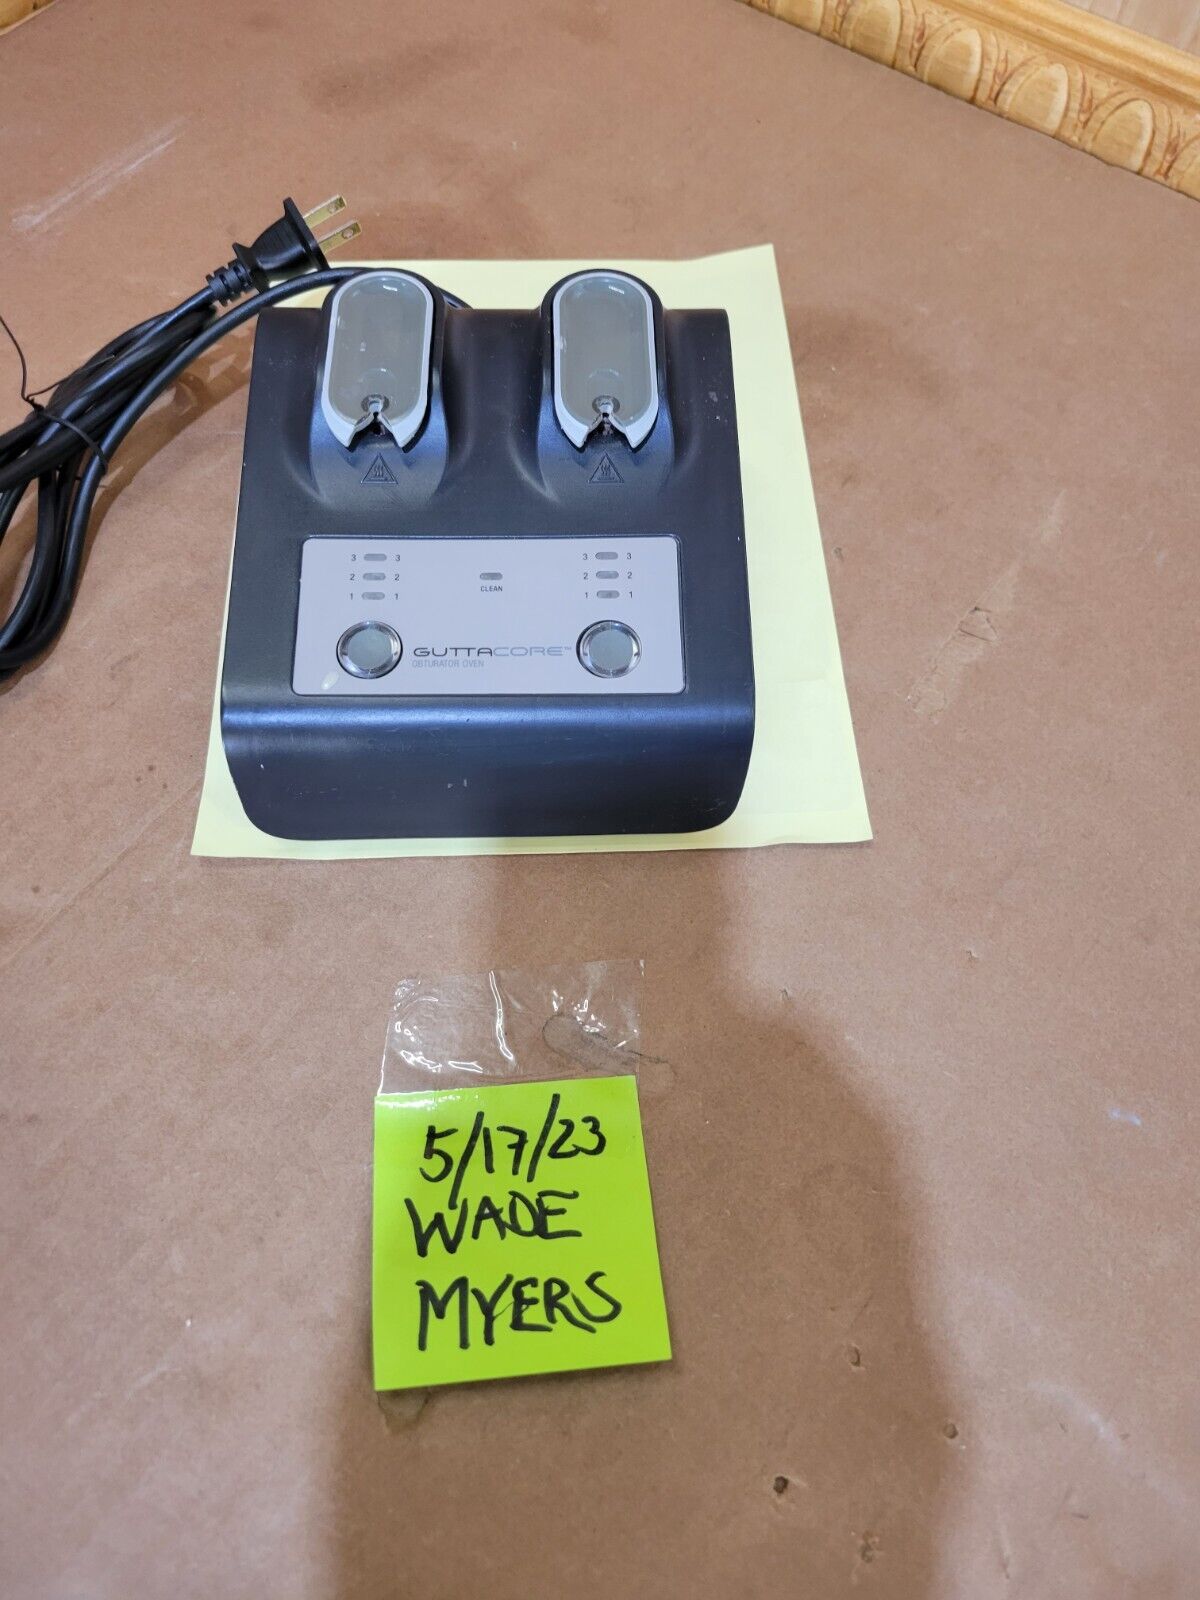 3 3 3 3
2 2 2 2
CLEAN
1 1 1 1
GUTTACORE™
OBTURATOR OVEN
5/17/23
WADE
MYERS